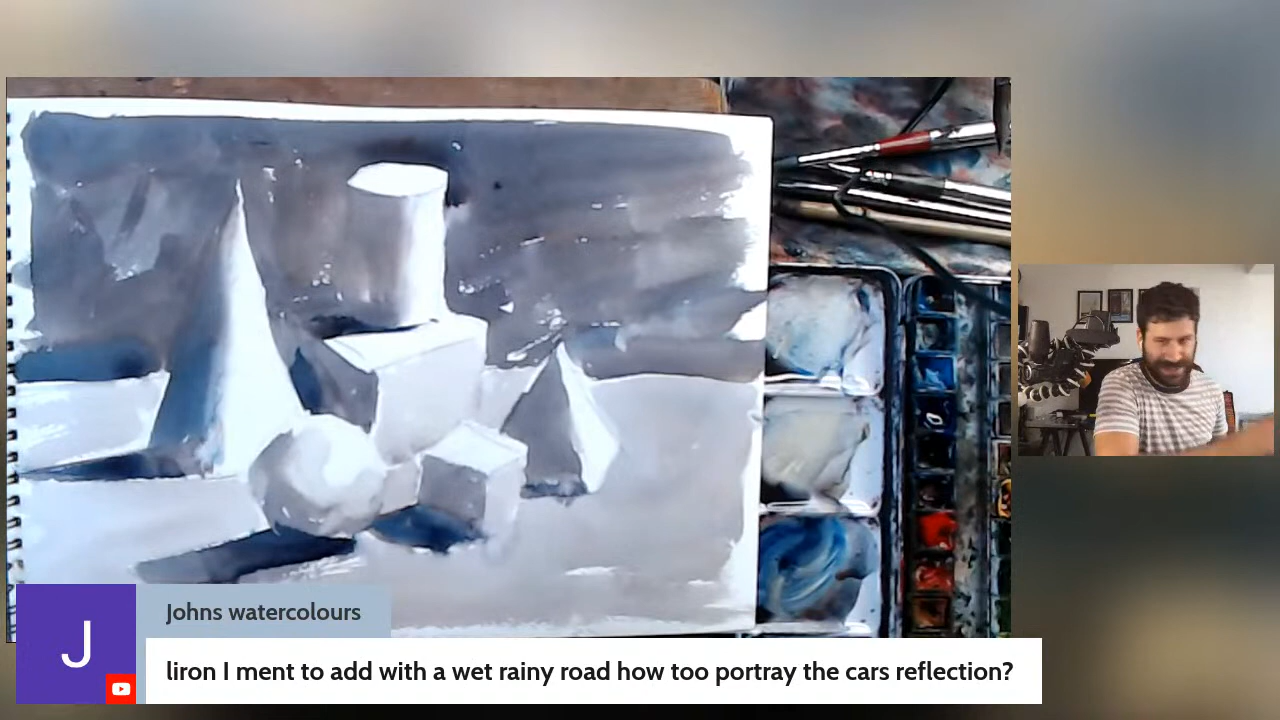 J
Johns watercolours
liron I ment to add with a wet rainy road how too portray the cars reflection?